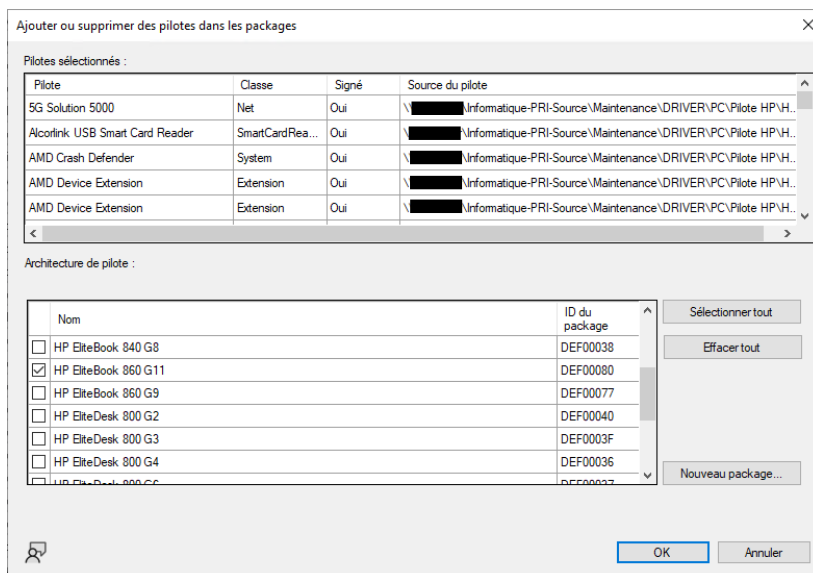 Ajouter ou supprimer des pilotes dans les packages
Pilotes sélectionnés :
Pilote Classe Signé Source du pilote
5G Solution 5000 Net Oui \\ \Informatique-PRI-Source\Maintenance\DRIVER\PC\Pilote HP\H...
Alcorlink USB Smart Card Reader SmartCardRea... Oui \ \Informatique-PRI-Source\Maintenance\DRIVER\PC\Pilote HP\H...
AMD Crash Defender System Oui \ \Informatique-PRI-Source\Maintenance\DRIVER\PC\Pilote HP\H...
AMD Device Extension Extension Oui \ \Informatique-PRI-Source\Maintenance\DRIVER\PC\Pilote HP\H...
AMD Device Extension Extension Oui \ \Informatique-PRI-Source\Maintenance\DRIVER\PC\Pilote HP\H...
Architecture de pilote :
Nom ID du package
HP EliteBook 840 G8 DEF00038
HP EliteBook 860 G11 DEF00080
HP EliteBook 860 G9 DEF00077
HP EliteDesk 800 G2 DEF00040
HP EliteDesk 800 G3 DEF0003F
HP EliteDesk 800 G4 DEF00036
Sélectionner tout
Effacer tout
Nouveau package...
OK Annuler